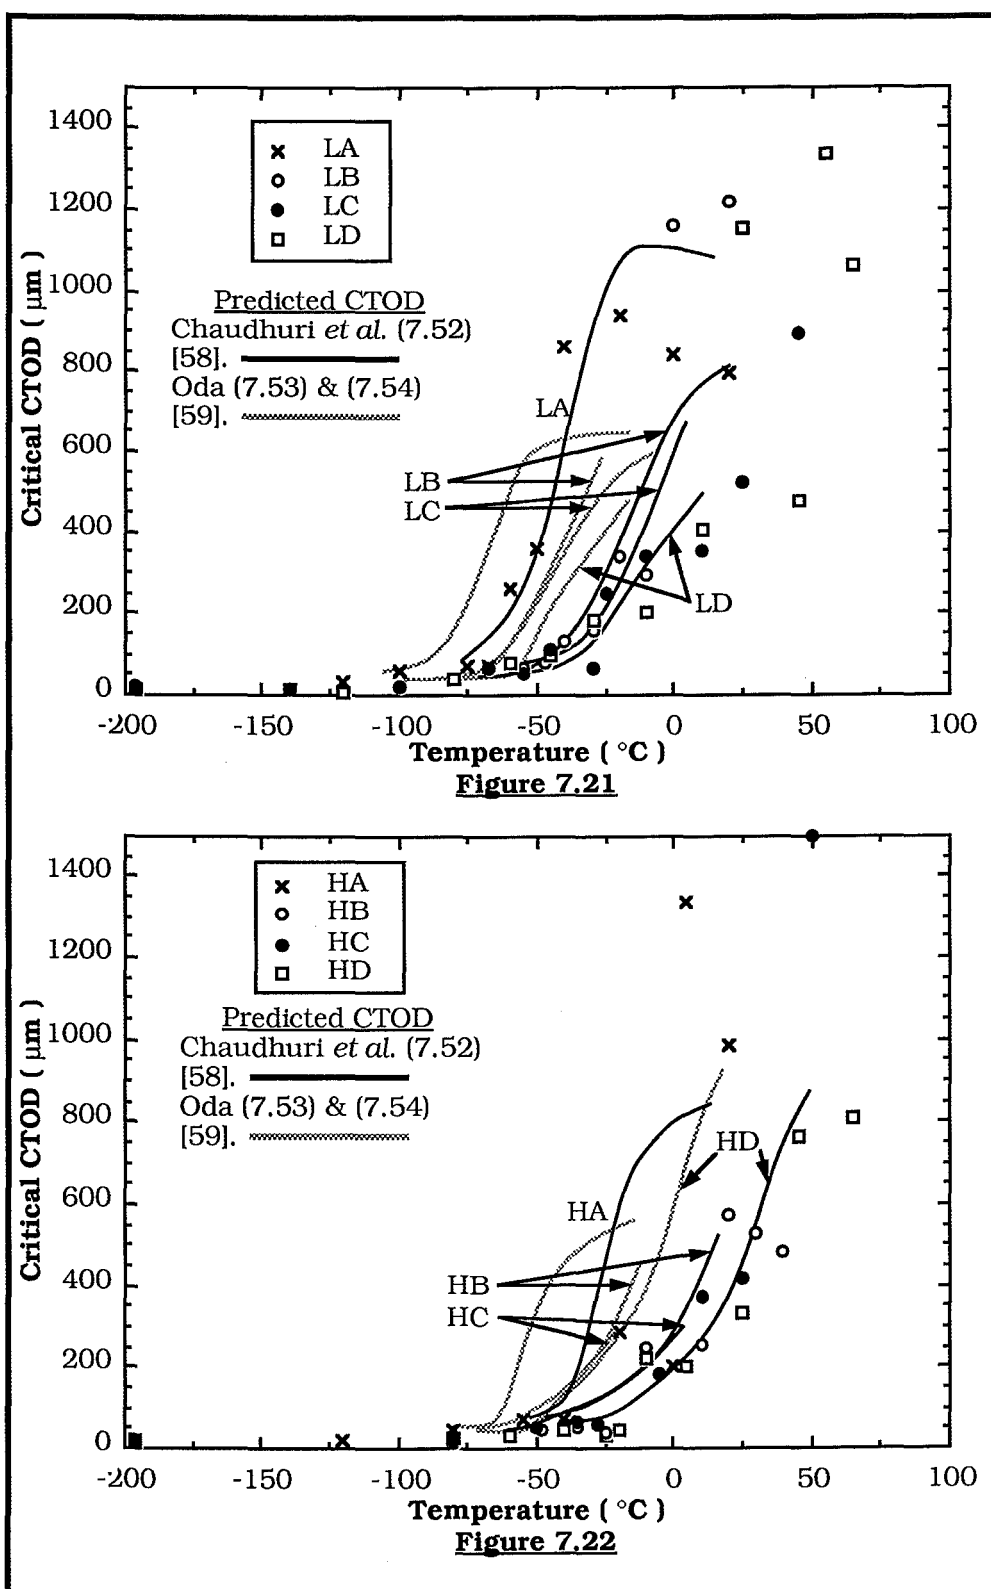 1400
1200
1000
800
600
400
200
0
Critical CTOD ( μm )
LA
LB
LC
LD
Predicted CTOD
Chaudhuri et al. (7.52)
[58].
Oda (7.53) & (7.54)
[59].
LA
LB
LC
LD
-200 -150 -100 -50 0 50 100
Temperature ( °C )
Figure 7.21
1400
1200
1000
800
600
400
200
0
Critical CTOD ( μm )
HA
HB
HC
HD
Predicted CTOD
Chaudhuri et al. (7.52)
[58].
Oda (7.53) & (7.54)
[59].
HD
HA
HB
HC
-200 -150 -100 -50 0 50 100
Temperature ( °C )
Figure 7.22